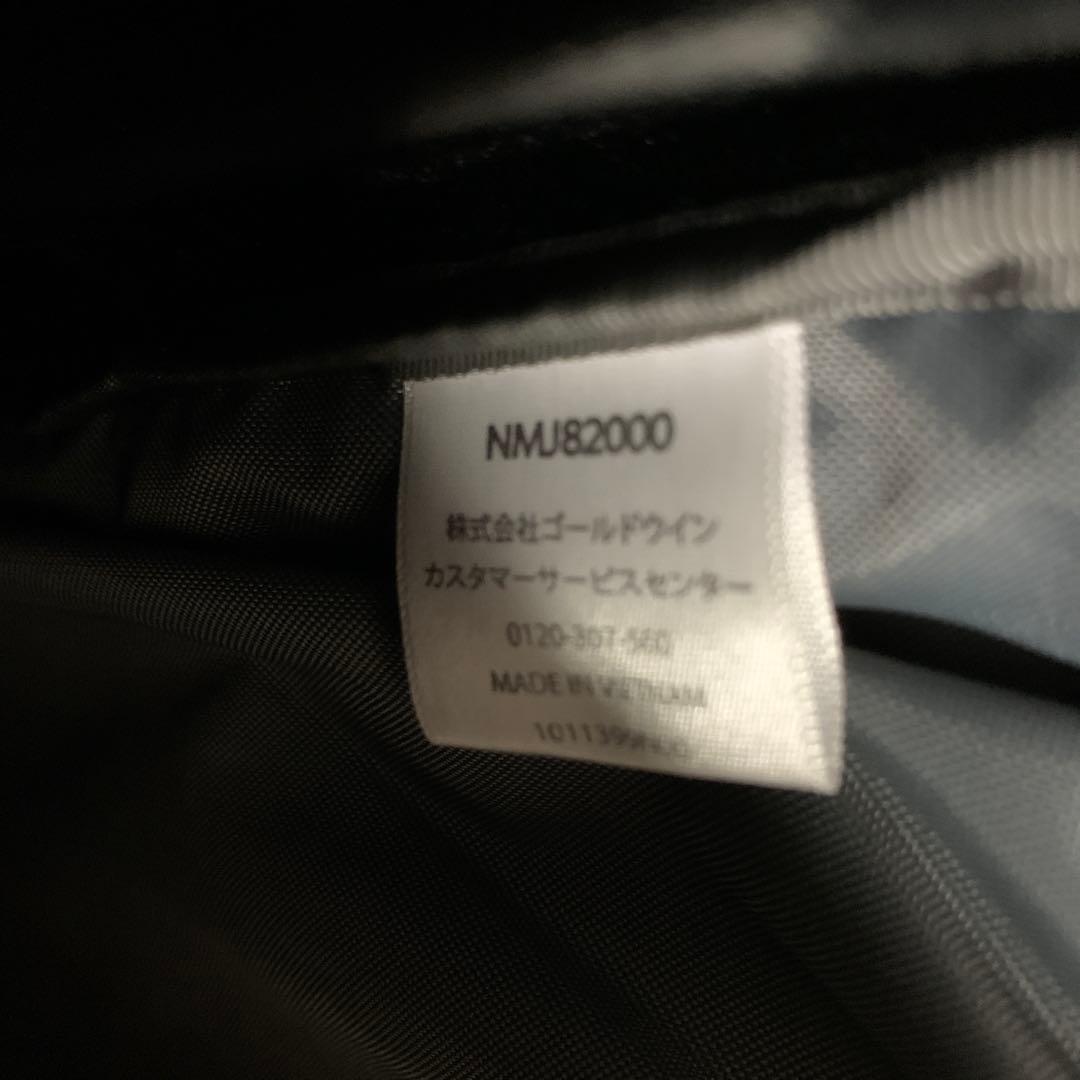 NMJ82000
株式会社ゴールドウイン
カスタマーサービスセンター
0120-307-560
MADE IN VIETNAM